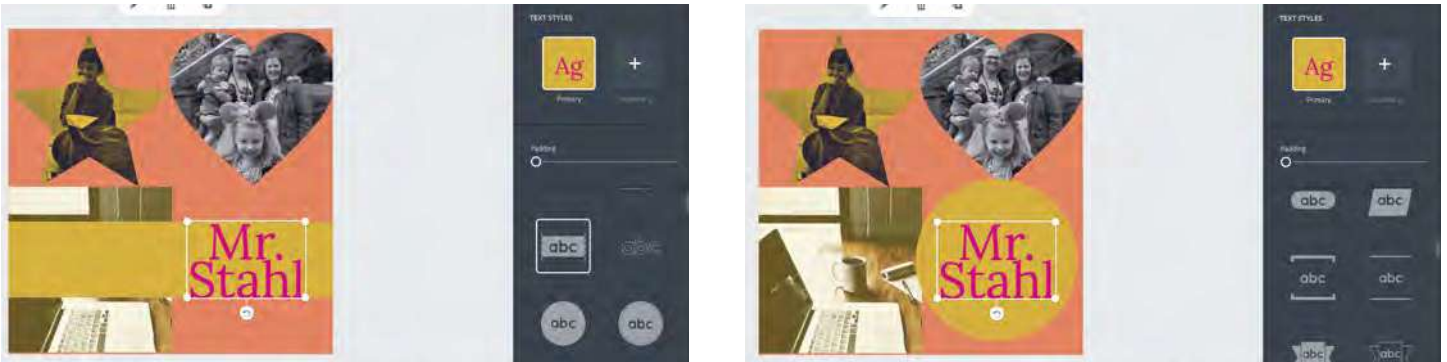 TEXT STYLES
Ag
+
Primary
Padding
abc
abc
abc
abc
Mr.
Stahl
TEXT STYLES
Ag
+
Primary
Padding
abc
abc
abc
abc
abc
abc
Mr.
Stahl